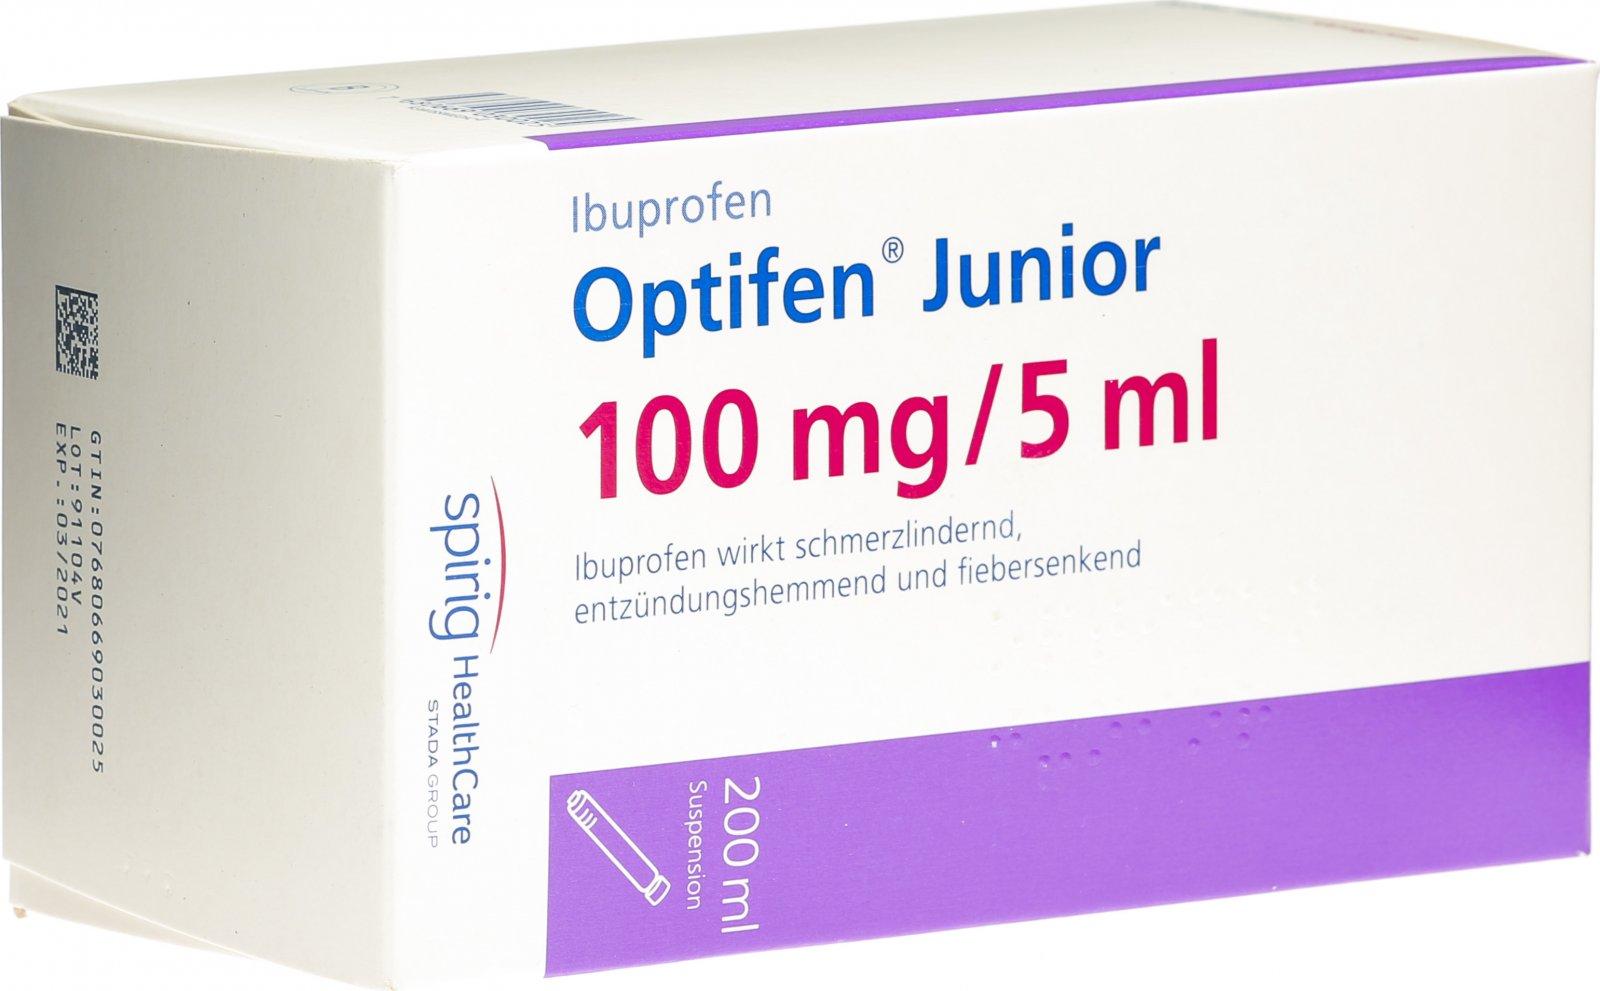 Ibuprofen
Optifen® Junior
100 mg/5 ml
Ibuprofen wirkt schmerzlindernd,
entzündungshemmend und fiebersenkend
200 ml
Suspension
spirig HealthCare
STADA GROUP
GTIN:07680669030025
LOT:91104V
EXP.:03/2021
B